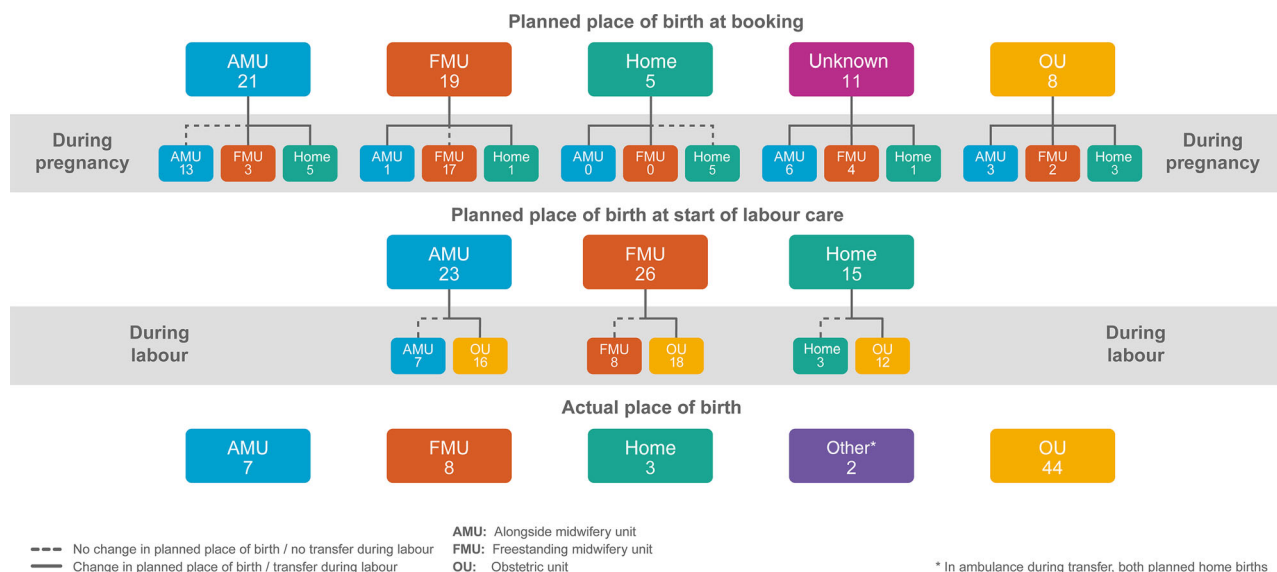 Planned place of birth at booking
AMU
21
FMU
19
Home
5
Unknown
11
OU
8
During
pregnancy
AMU
13
FMU
3
Home
5
AMU
1
FMU
17
Home
1
AMU
0
FMU
0
Home
5
AMU
6
FMU
4
Home
1
AMU
3
FMU
2
Home
3
During
pregnancy
Planned place of birth at start of labour care
AMU
23
FMU
26
Home
15
During
labour
AMU
7
OU
16
FMU
8
OU
18
Home
3
OU
12
During
labour
Actual place of birth
AMU
7
FMU
8
Home
3
Other*
2
OU
44
No change in planned place of birth / no transfer during labour
Change in planned place of birth / transfer during labour
AMU: Alongside midwifery unit
FMU: Freestanding midwifery unit
OU: Obstetric unit
* In ambulance during transfer, both planned home births